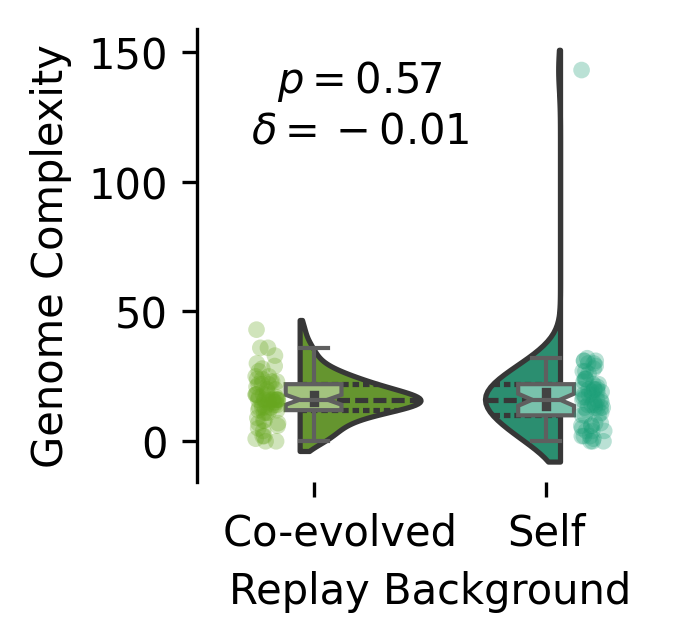 Genome Complexity
150
100
50
0
p = 0.57
δ = −0.01
Co-evolved
Self
Replay Background